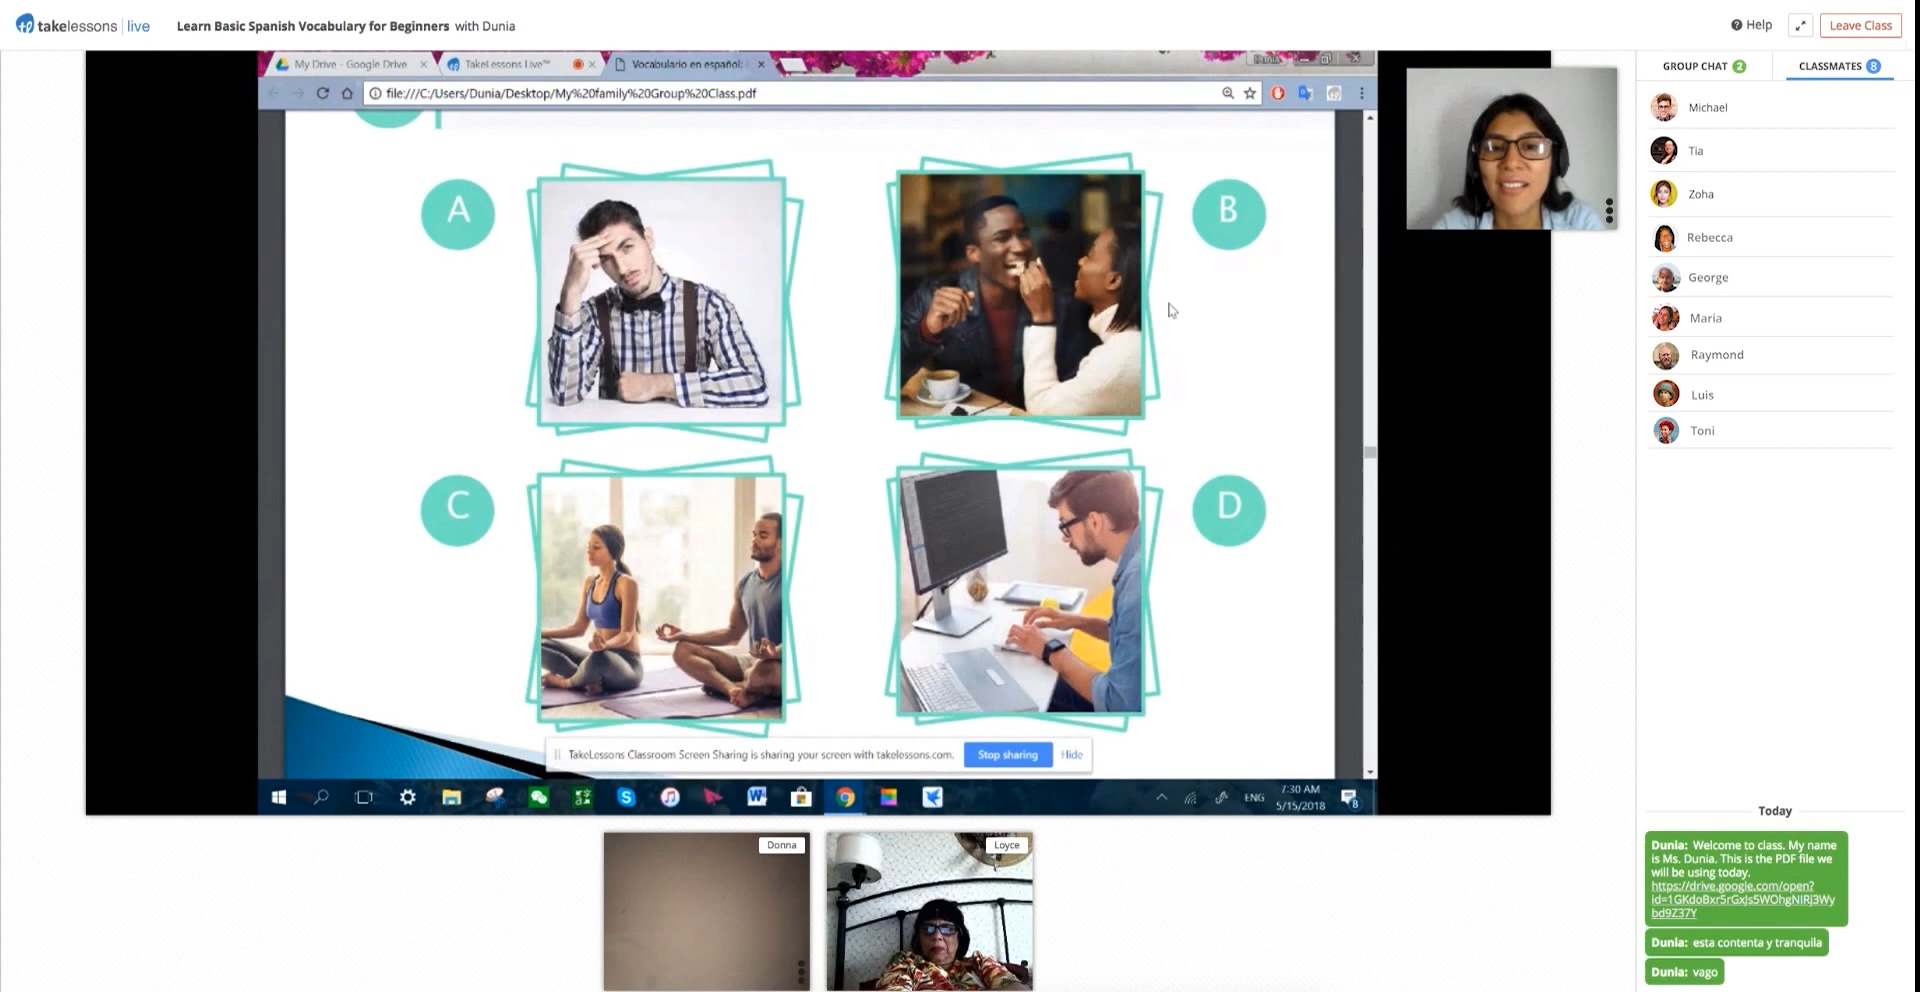 takelessons | live
Learn Basic Spanish Vocabulary for Beginners with Dunia
Help
Leave Class
My Drive - Google Drive
TakeLessons Live™
Vocabulario en español:
Dunia
file:///C:/Users/Dunia/Desktop/My%20family%20Group%20Class.pdf
A
B
C
D
TakeLessons Classroom Screen Sharing is sharing your screen with takelessons.com.
Stop sharing
Hide
ENG
7:30 AM
5/15/2018
8
Donna
Loyce
GROUP CHAT 2
CLASSMATES 8
Michael
Tia
Zoha
Rebecca
George
Maria
Raymond
Luis
Toni
Today
Dunia: Welcome to class. My name
is Ms. Dunia. This is the PDF file we
will be using today.
https://drive.google.com/open?
Dunia: esta contenta y tranquila
Dunia: vago